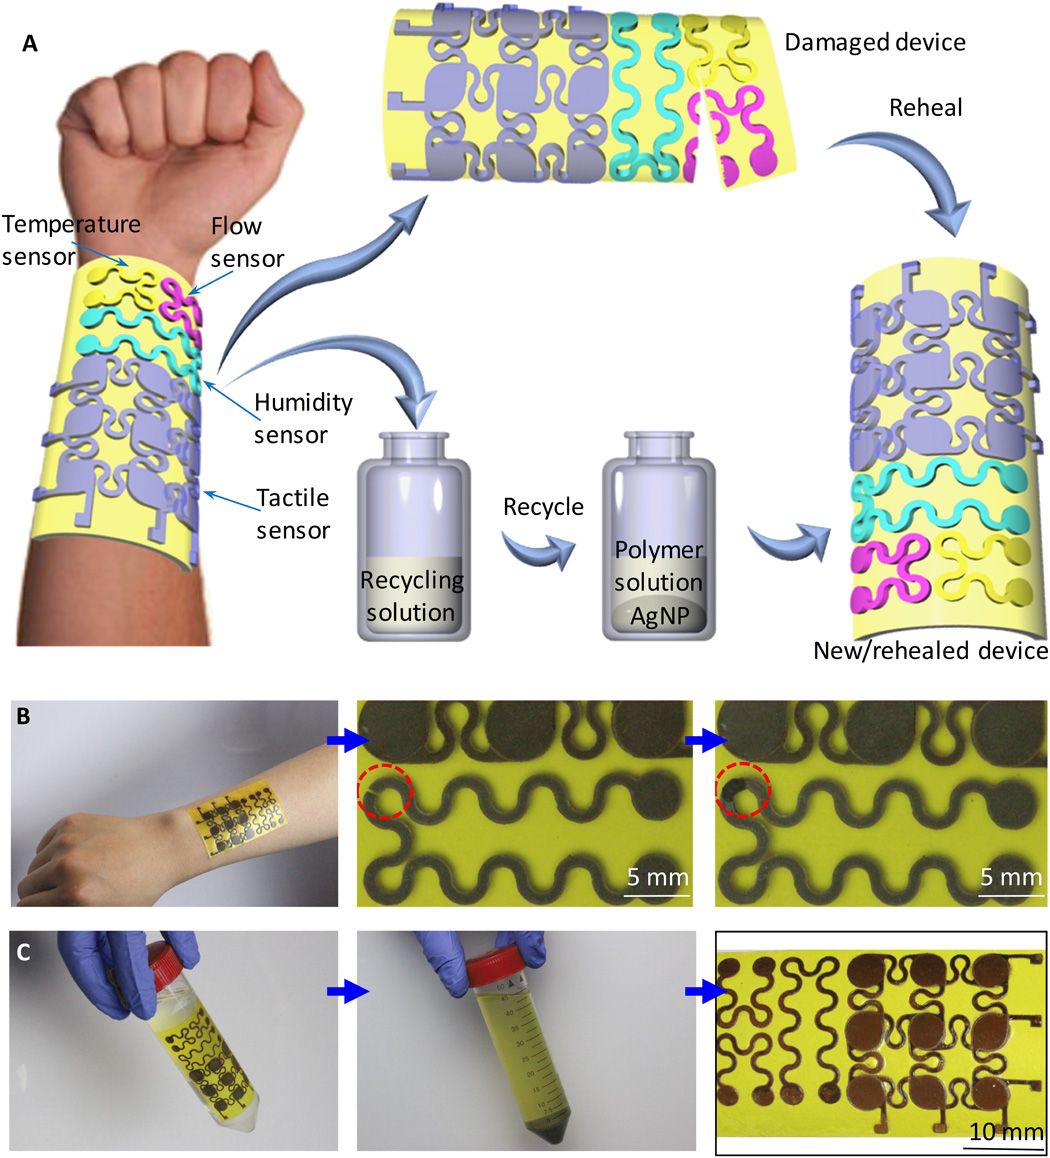 A
Damaged device
Reheal
Temperature
sensor
Flow
sensor
Humidity
sensor
Tactile
sensor
Recycling
solution
Recycle
Polymer
solution
AgNP
New/rehealed device
B
5 mm
5 mm
C
10 mm